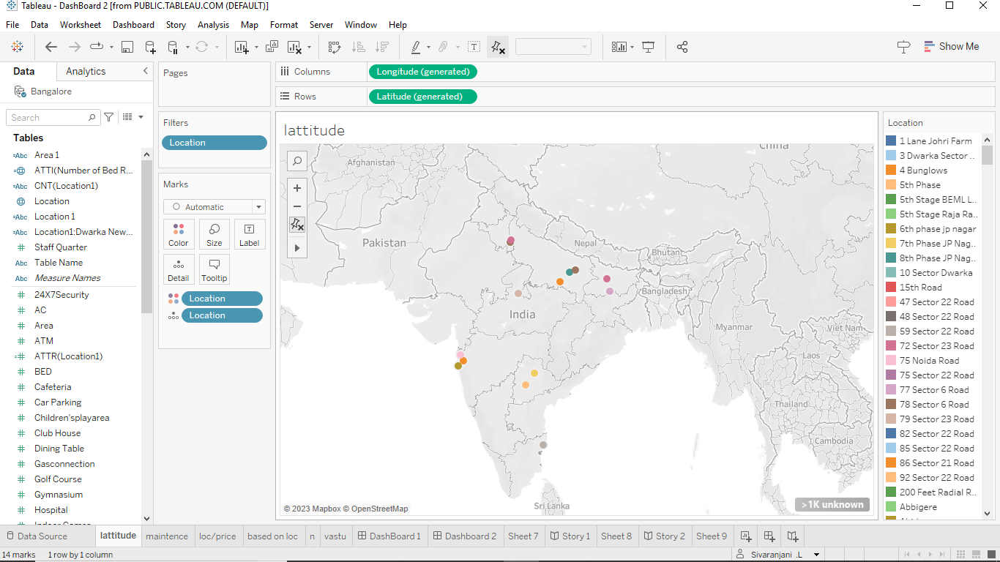 Tableau - DashBoard 2 [from PUBLIC.TABLEAU.COM (DEFAULT)]
File Data Worksheet Dashboard Story Analysis Map Format Server Window Help
Show Me
Data Analytics
Bangalore
Search
Tables
=Abc Area 1
ATTI(Number of Bed R...
=Abc CNT(Location1)
Location
=Abc Location 1
=Abc Location1:Dwarka New...
Staff Quarter
Abc Table Name
Abc Measure Names
24X7Security
AC
Area
ATM
ATTR(Location1)
BED
Cafeteria
Car Parking
Children'splayarea
Club House
Dining Table
Gasconnection
Golf Course
Gymnasium
Hospital
Indoor Games
Pages
Filters
Location
Marks
Automatic
Color Size Label
Detail Tooltip
Location
Location
Columns Longitude (generated)
Rows Latitude (generated)
lattitude
China
Afghanistan
Pakistan
Nepal
Bhutan
Bangladesh
India
Myanmar
Viet Nam
Laos
Thailand
Cambodia
Sri Lanka
© 2023 Mapbox © OpenStreetMap
>1K unknown
Location
1 Lane Johri Farm
3 Dwarka Sector ..
4 Bunglows
5th Phase
5th Stage BEML L..
5th Stage Raja Ra..
6th phase jp nagar
7th Phase JP Nag..
8th Phase JP Nag..
10 Sector Dwarka
15th Road
47 Sector 22 Road
48 Sector 22 Road
59 Sector 22 Road
72 Sector 23 Road
75 Noida Road
75 Sector 22 Road
77 Sector 6 Road
78 Sector 6 Road
79 Sector 23 Road
82 Sector 22 Road
85 Sector 22 Road
86 Sector 21 Road
92 Sector 22 Road
200 Feet Radial R..
Abbigere
Data Source lattitude maintence loc/price based on loc n vastu DashBoard 1 Dashboard 2 Sheet 7 Story 1 Sheet 8 Story 2 Sheet 9
14 marks 1 row by 1 column Sivaranjani .L